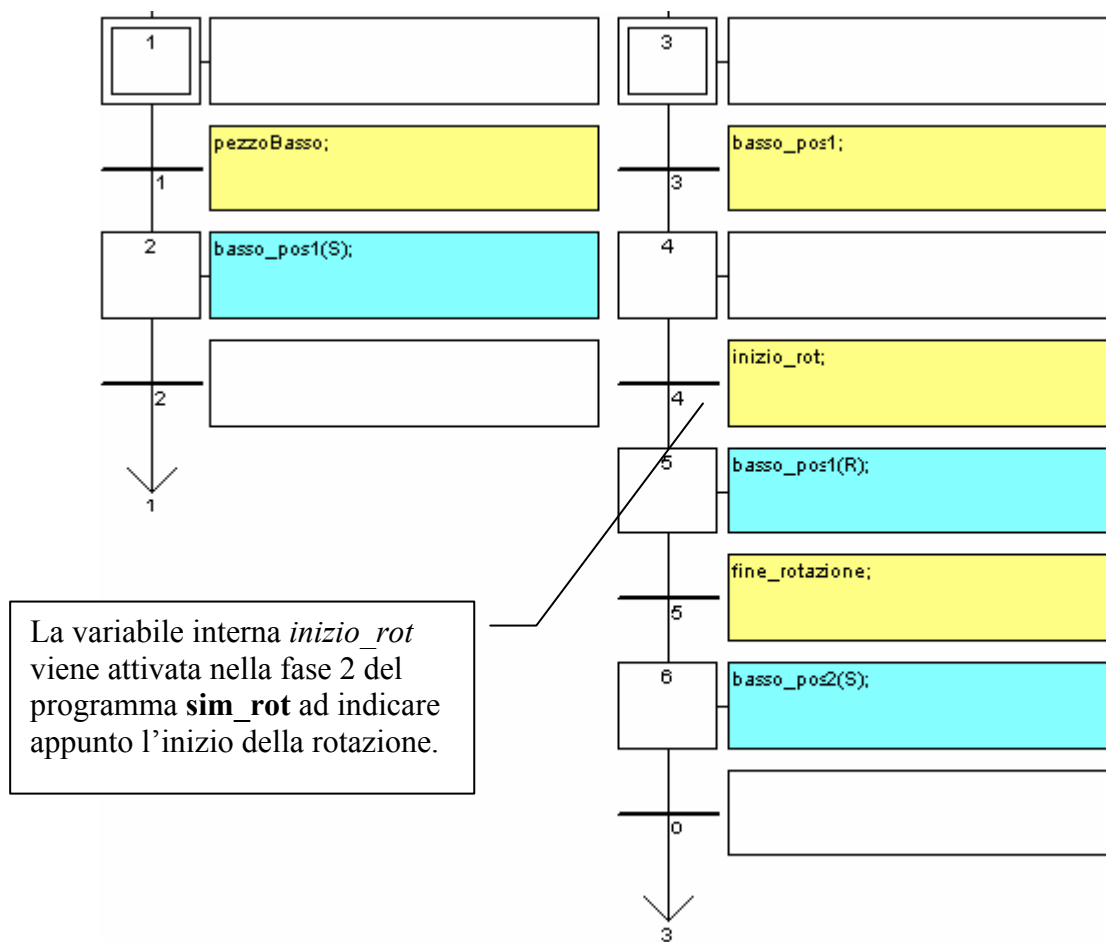 1
pezzoBasso;
1
2
basso_pos1(S);
2
1
3
basso_pos1;
3
4
inizio_rot;
4
5
basso_pos1(R);
fine_rotazione;
5
6
basso_pos2(S);
0
3
La variabile interna inizio_rot
viene attivata nella fase 2 del
programma sim_rot ad indicare
appunto l’inizio della rotazione.